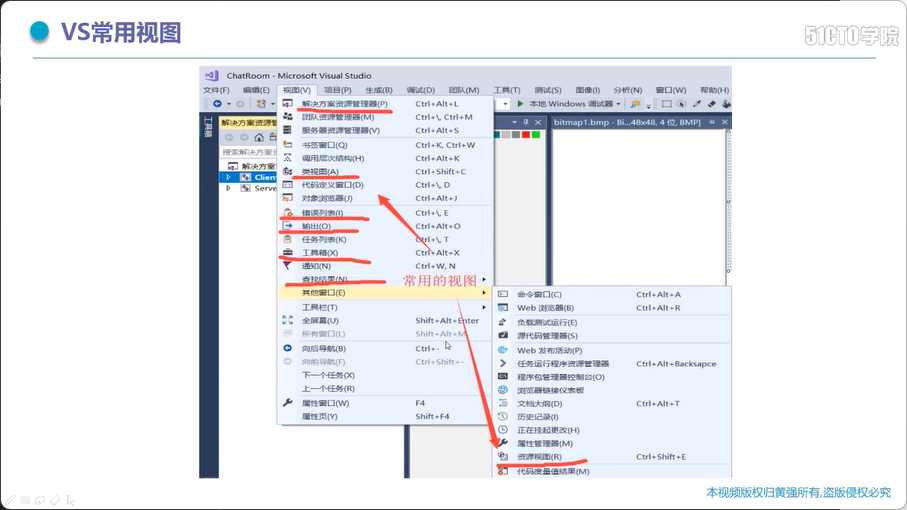 VS常用视图
51CTO学院
ChatRoom - Microsoft Visual Studio
文件(F) 编辑(E) 视图(V) 项目(P) 生成(B) 调试(D) 团队(M) 工具(T) 测试(S) 图像(I) 分析(N) 窗口(W) 帮助(H)
本地 Windows 调试器
工具箱
解决方案资源管
bitmap1.bmp - Bi...48x48, 4 位, BMP]
搜索解决方案
解决方案
Clien
Serve
解决方案资源管理器(P) Ctrl+Alt+L
团队资源管理器(M) Ctrl+\, Ctrl+M
服务器资源管理器(V) Ctrl+Alt+S
书签窗口(Q) Ctrl+K, Ctrl+W
调用层次结构(H) Ctrl+Alt+K
类视图(A) Ctrl+Shift+C
代码定义窗口(D) Ctrl+\, D
对象浏览器(J) Ctrl+Alt+J
错误列表(I) Ctrl+\, E
输出(O) Ctrl+Alt+O
任务列表(K) Ctrl+\, T
工具箱(X) Ctrl+Alt+X
通知(N) Ctrl+W, N
查找结果(N)
常用的视图
其他窗口(E)
工具栏(T)
全屏幕(U) Shift+Alt+Enter
所有窗口(L) Shift+Alt+M
向后导航(B) Ctrl+-
向前导航(F) Ctrl+Shift+-
下一个任务(X)
上一个任务(R)
属性窗口(W) F4
属性页(Y) Shift+F4
命令窗口(C) Ctrl+Alt+A
Web 浏览器(B) Ctrl+Alt+R
负载测试运行(E)
源代码管理器(S)
Web 发布活动(P)
任务运行程序资源管理器 Ctrl+Alt+Backsapce
程序包管理器控制台(O)
浏览器链接仪表板
文档大纲(D) Ctrl+Alt+T
历史记录(I)
正在挂起更改(H)
属性管理器(M)
资源视图(R) Ctrl+Shift+E
代码度量值结果(M)
本视频版权归黄强所有,盗版侵权必究